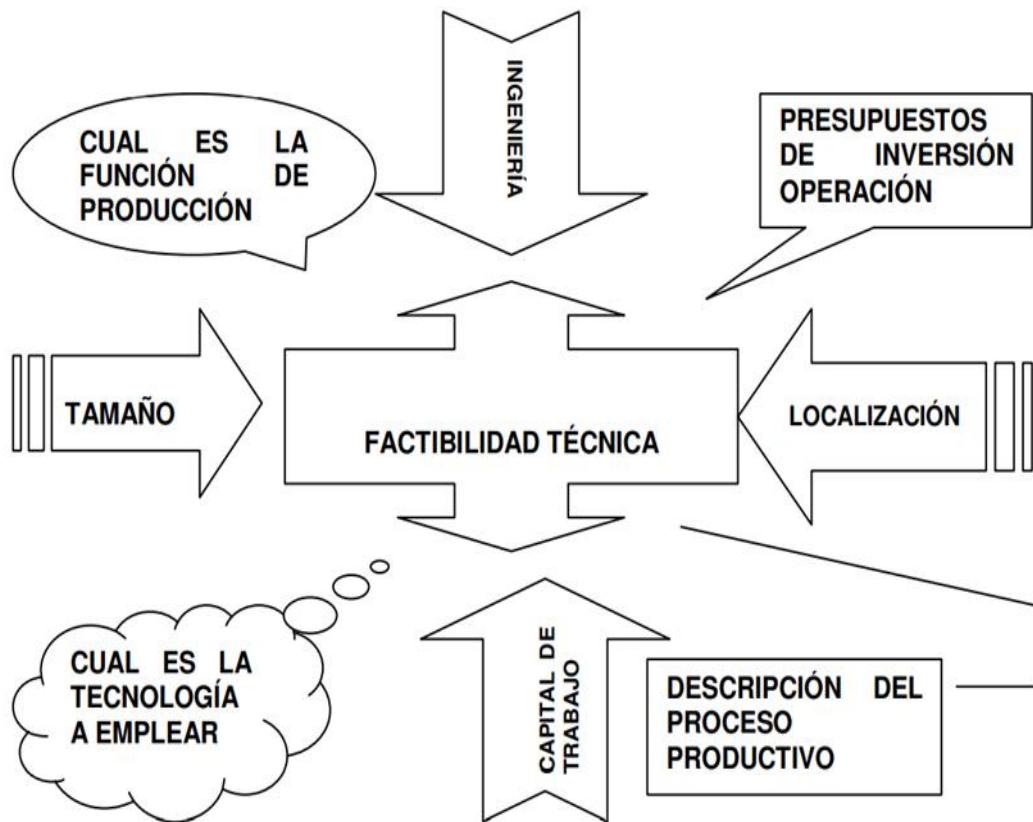 INGENIERÍA
CUAL ES LA
FUNCIÓN DE
PRODUCCIÓN
PRESUPUESTOS
DE INVERSIÓN
OPERACIÓN
TAMAÑO
FACTIBILIDAD TÉCNICA
LOCALIZACIÓN
CUAL ES LA
TECNOLOGÍA
A EMPLEAR
CAPITAL DE
TRABAJO
DESCRIPCIÓN DEL
PROCESO
PRODUCTIVO